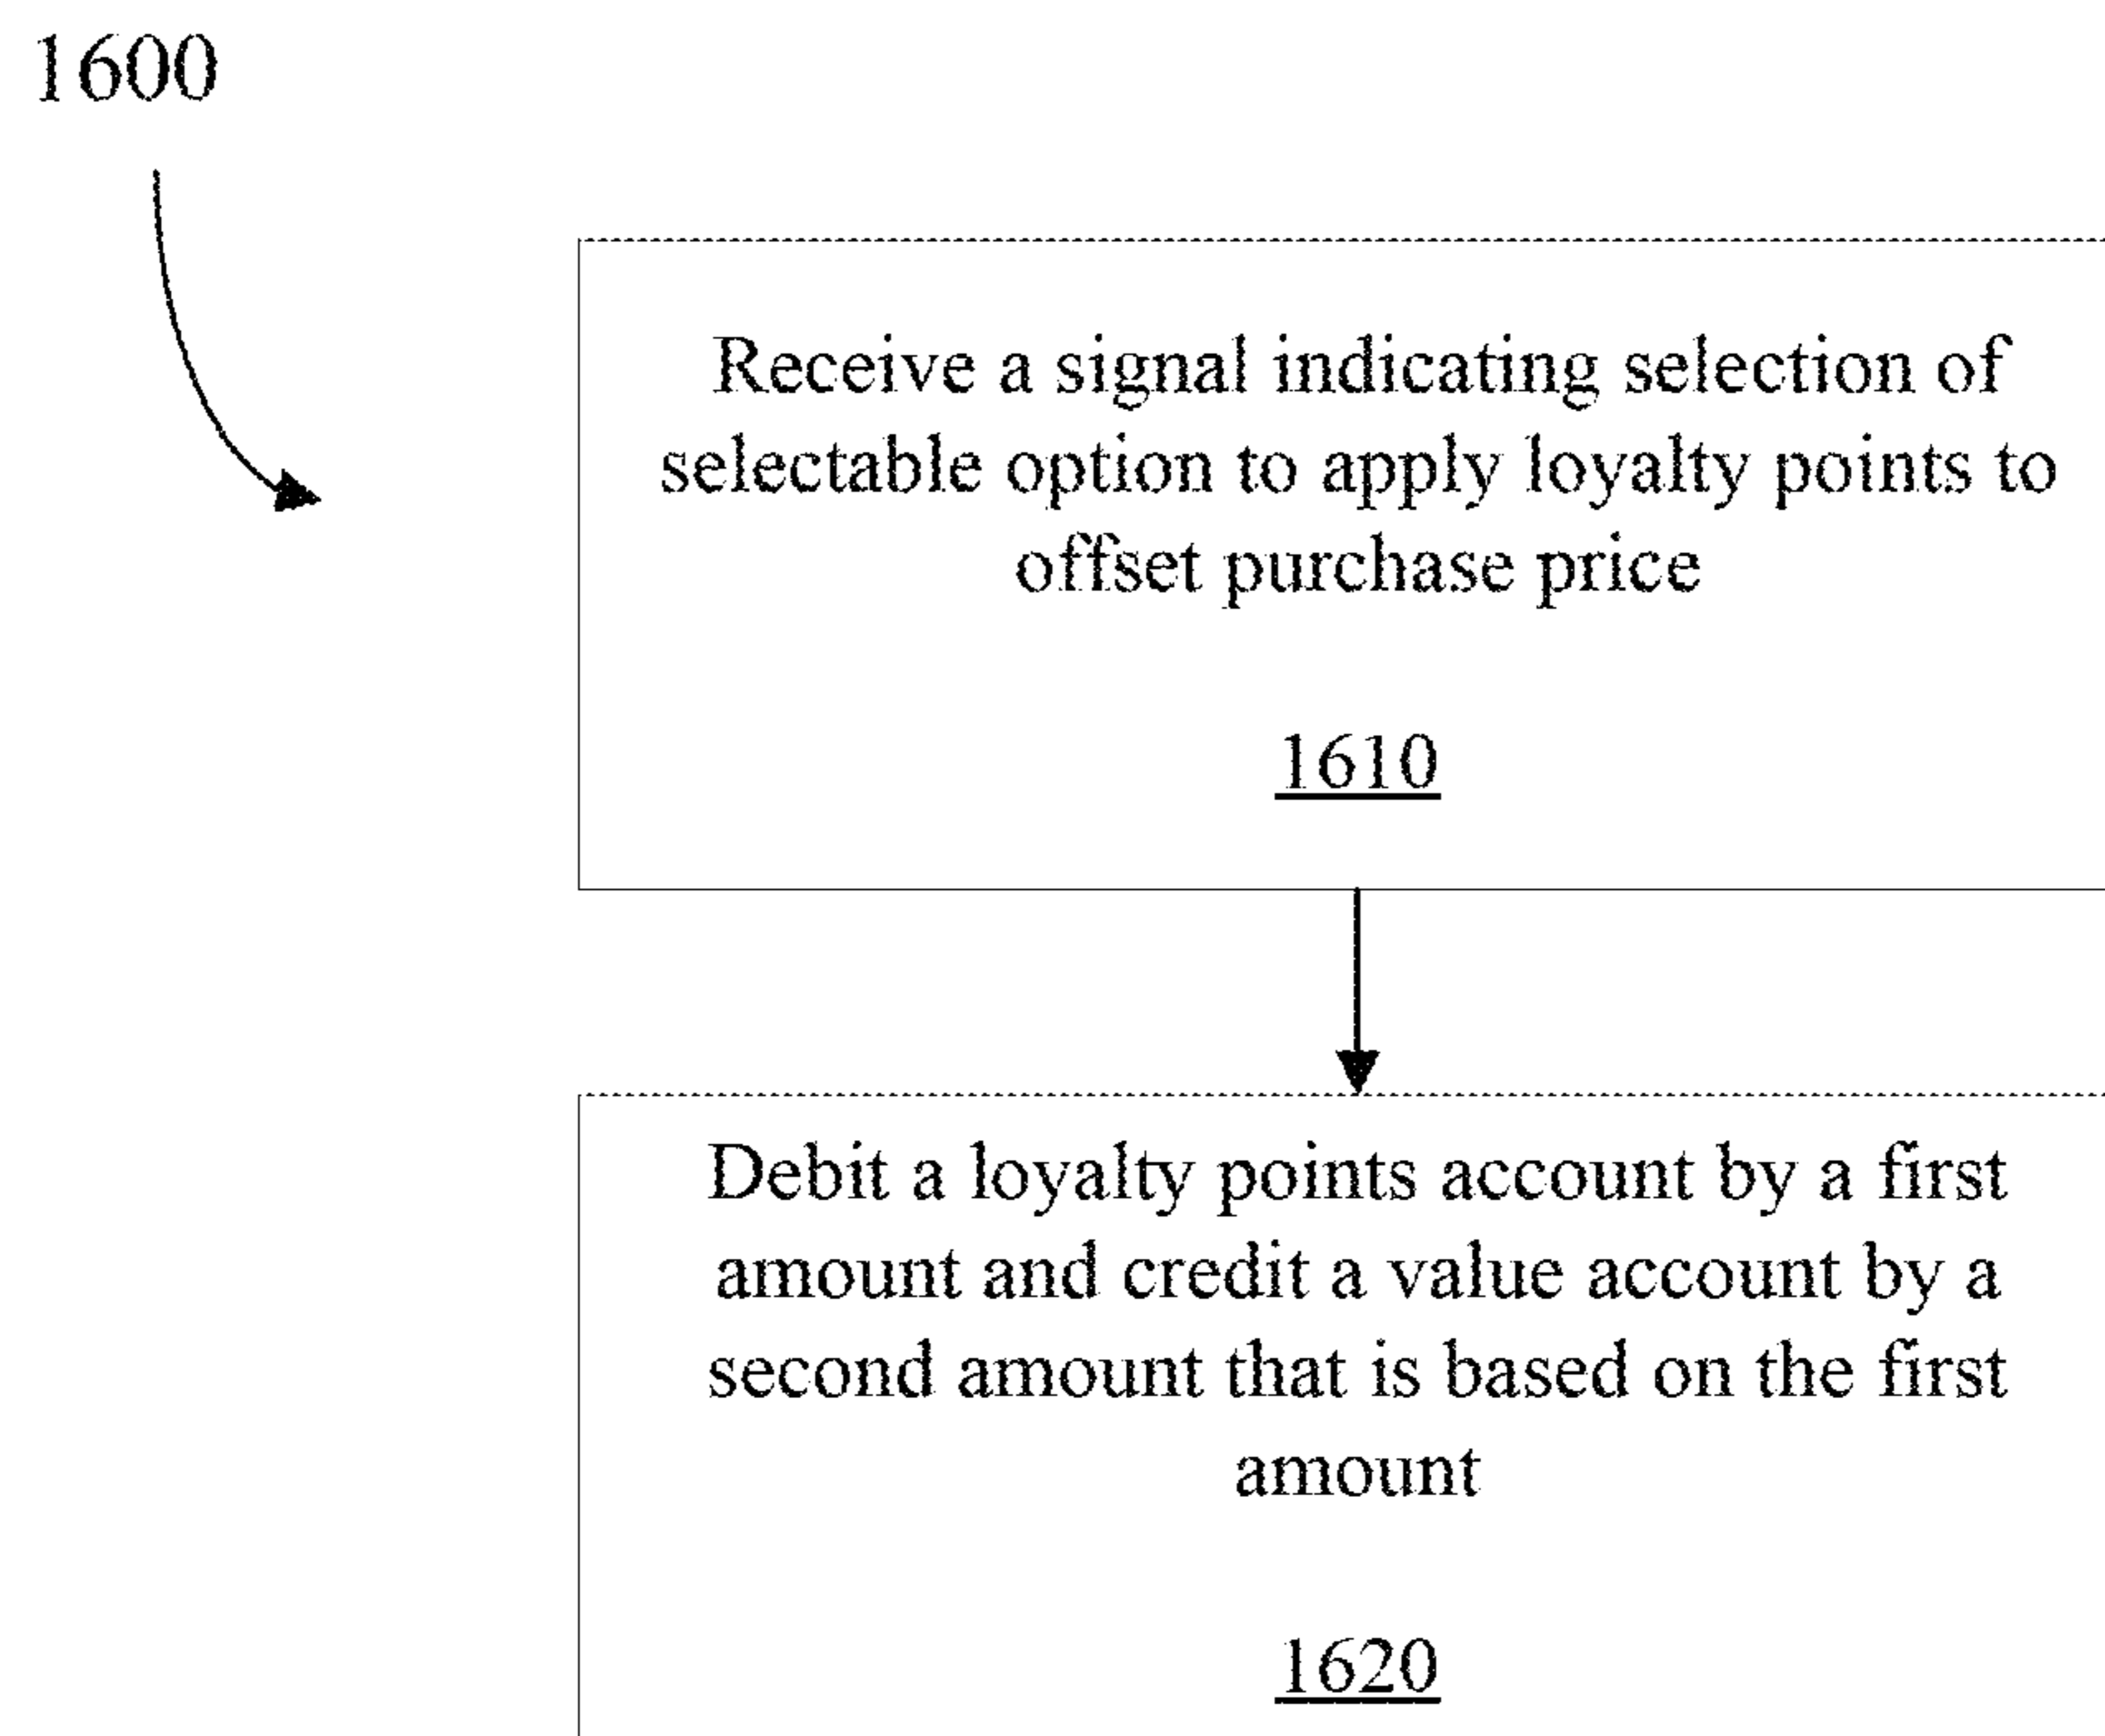 1600
Receive a signal indicating selection of
selectable option to apply loyalty points to
offset purchase price
1610
Debit a loyalty points account by a first
amount and credit a value account by a
second amount that is based on the first
amount
1620